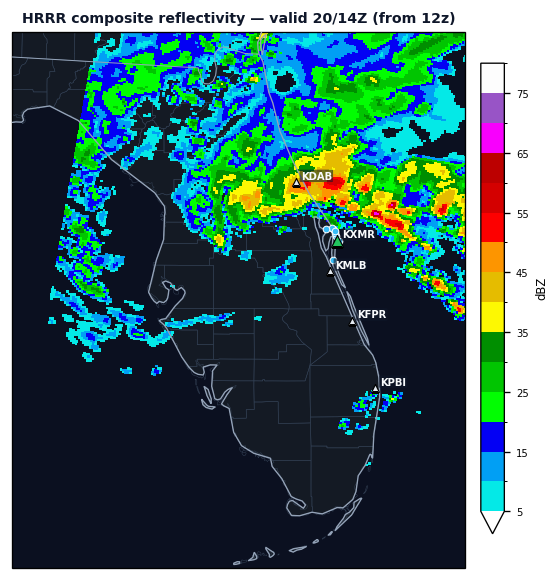 HRRR composite reflectivity — valid 20/14Z (from 12z)
KDAB
KXMR
KMLB
KFPR
KPBI
75
65
55
45
35
25
15
5
dBZ